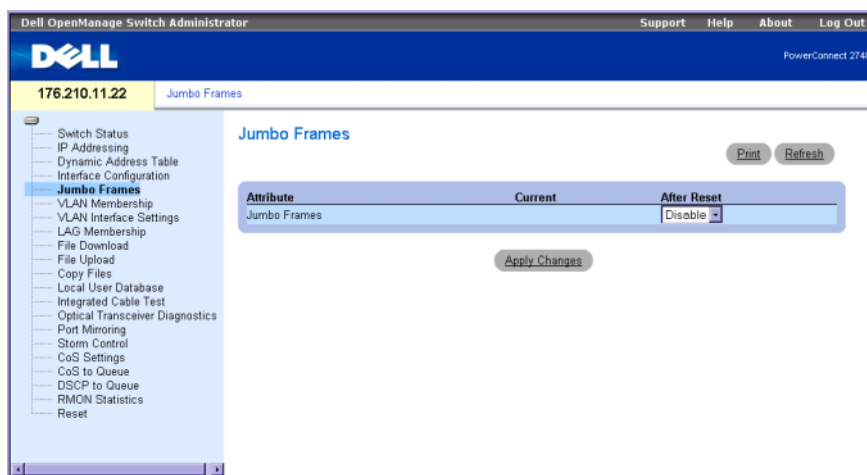 Dell OpenManage Switch Administrator Support Help About Log Out
DELL
PowerConnect 2748
176.210.11.22 Jumbo Frames
Switch Status
IP Addressing
Dynamic Address Table
Interface Configuration
Jumbo Frames
VLAN Membership
VLAN Interface Settings
LAG Membership
File Download
File Upload
Copy Files
Local User Database
Integrated Cable Test
Optical Transceiver Diagnostics
Port Mirroring
Storm Control
CoS Settings
CoS to Queue
DSCP to Queue
RMON Statistics
Reset
Jumbo Frames
Print Refresh
Attribute Current After Reset
Jumbo Frames Disable
Apply Changes